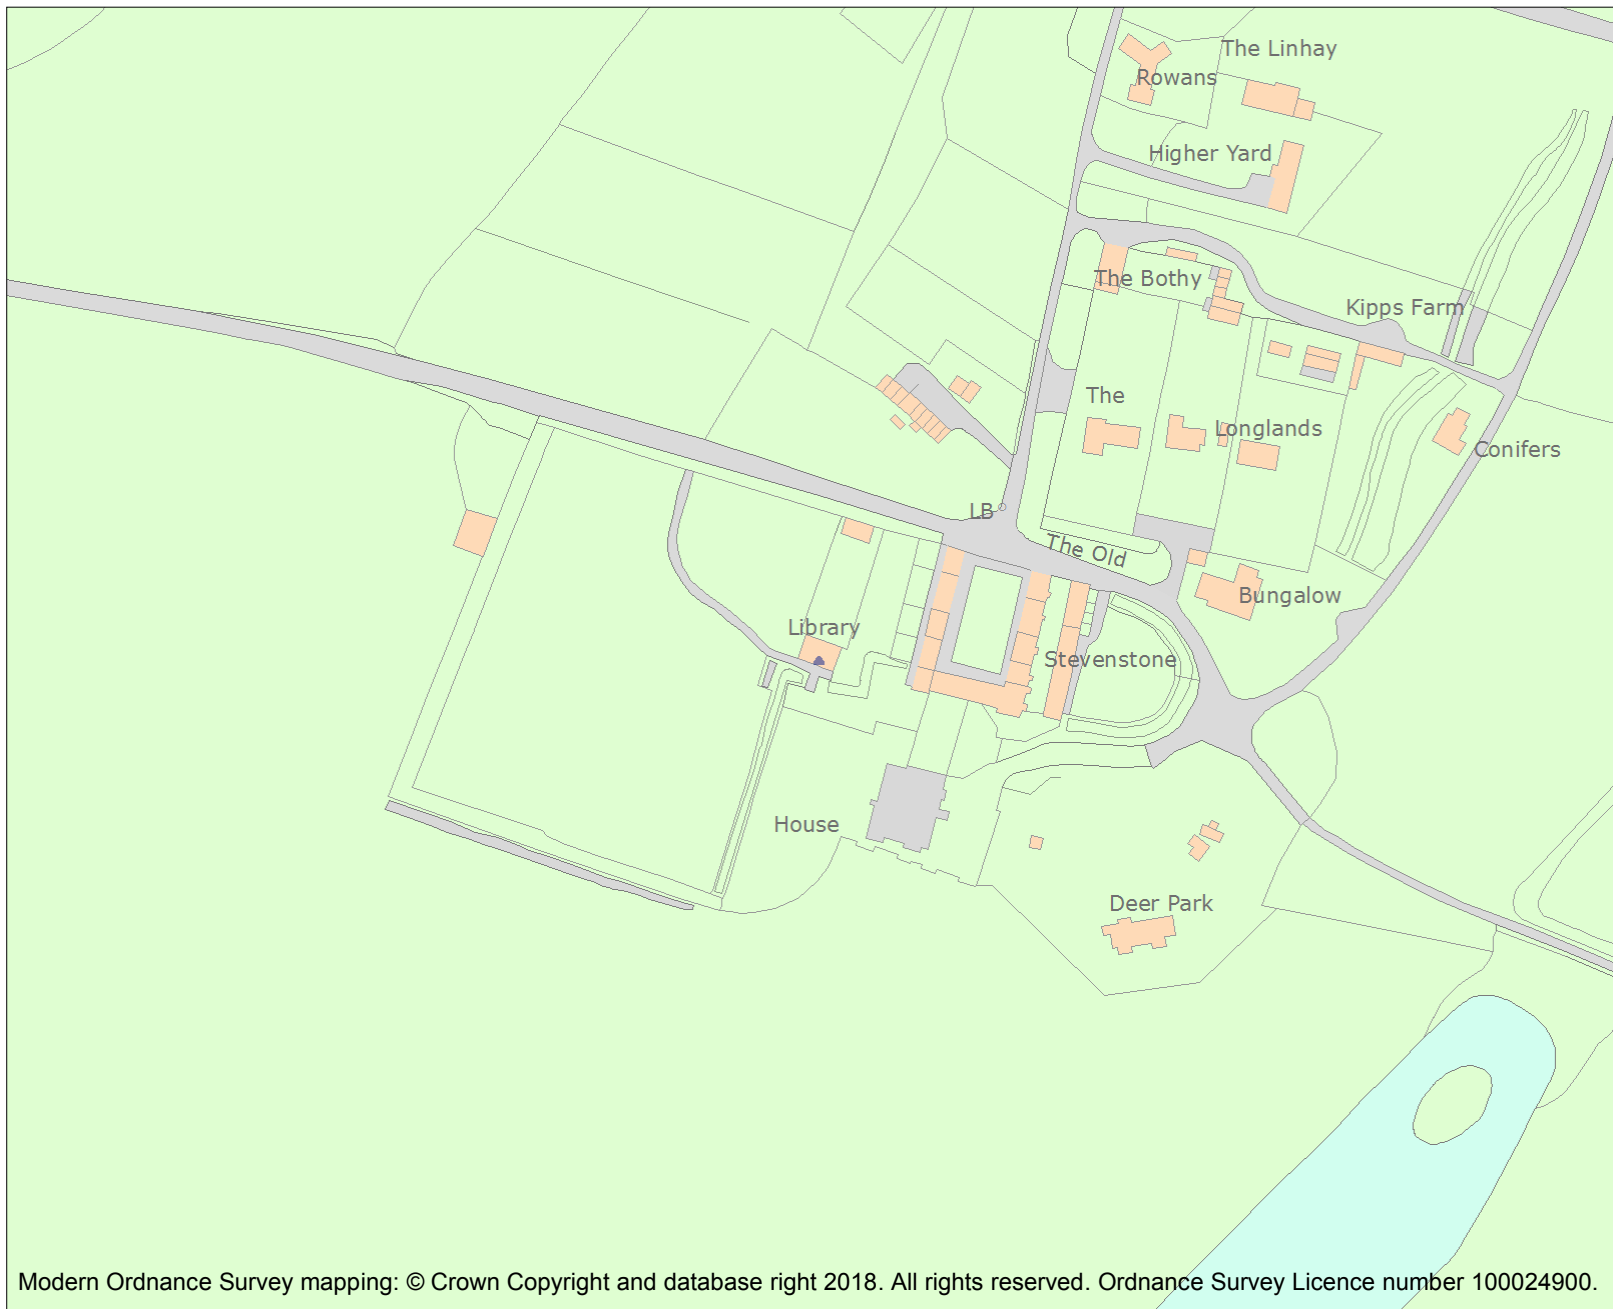 The Linhay
Rowans
Higher Yard
The Bothy
Kipps Farm
The
Longlands
Conifers
LB
The Old
Bungalow
Library
Stevenstone
House
Deer Park
Modern Ordnance Survey mapping: © Crown Copyright and database right 2018. All rights reserved. Ordnance Survey Licence number 100024900.